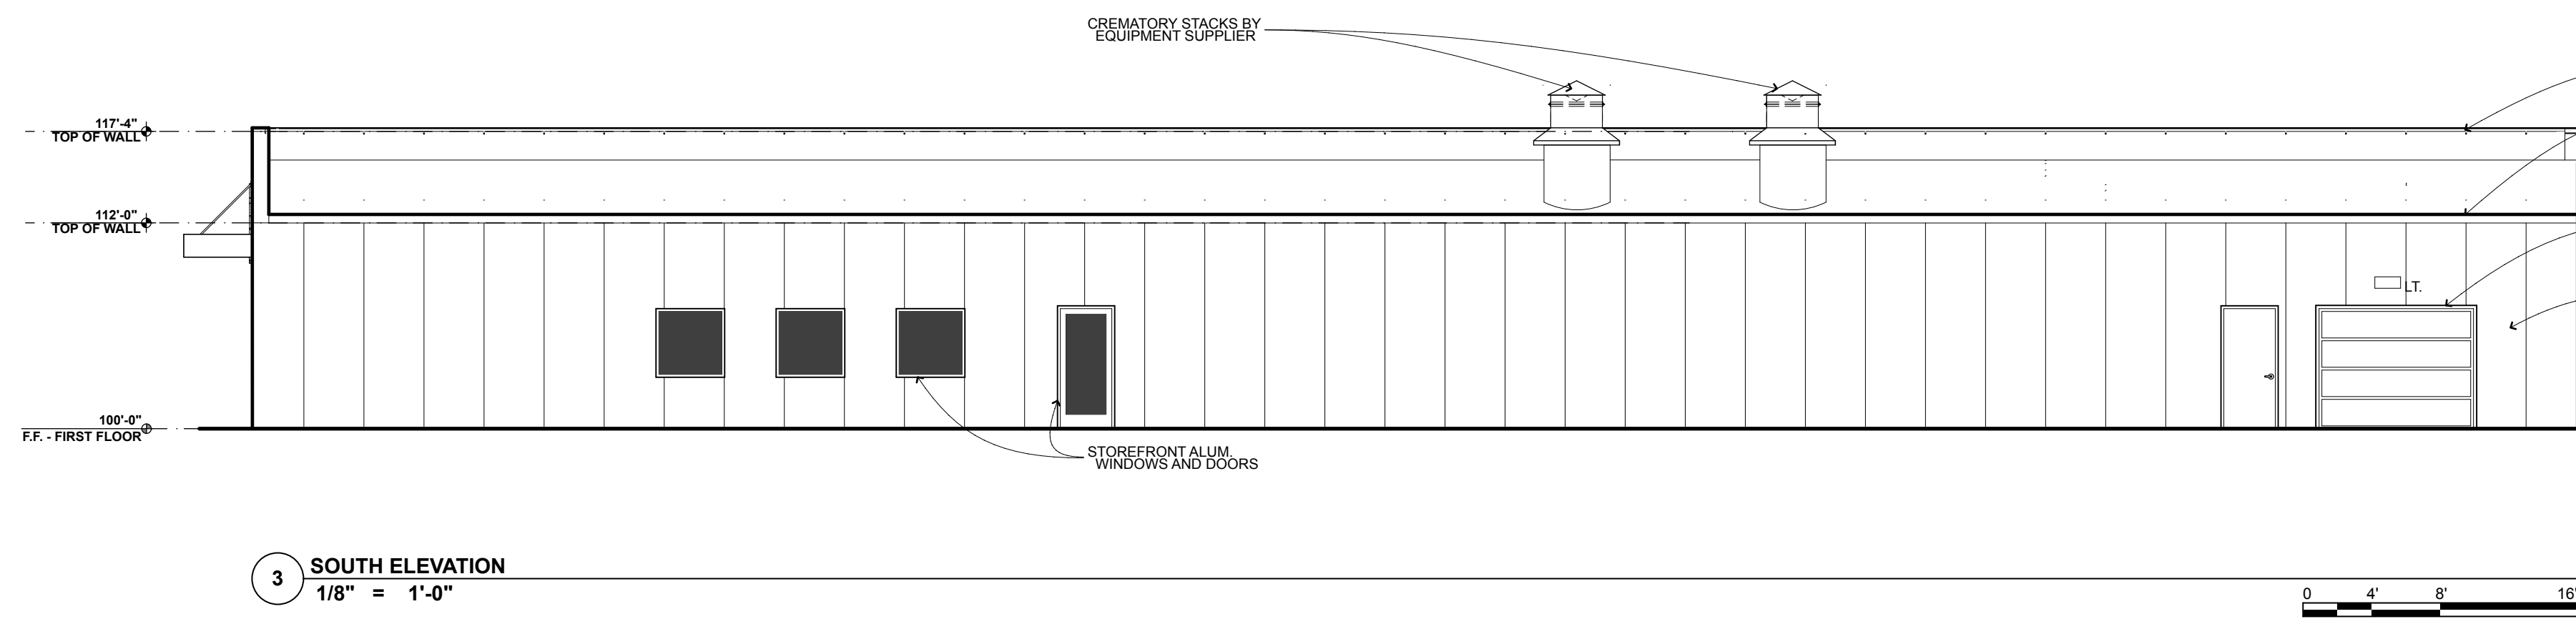 CREMATORY STACKS BY
EQUIPMENT SUPPLIER
117'-4"
TOP OF WALL
112'-0"
TOP OF WALL
LT.
100'-0"
F.F. - FIRST FLOOR
STOREFRONT ALUM.
WINDOWS AND DOORS
3 SOUTH ELEVATION
1/8" = 1'-0"
0 4' 8' 16'